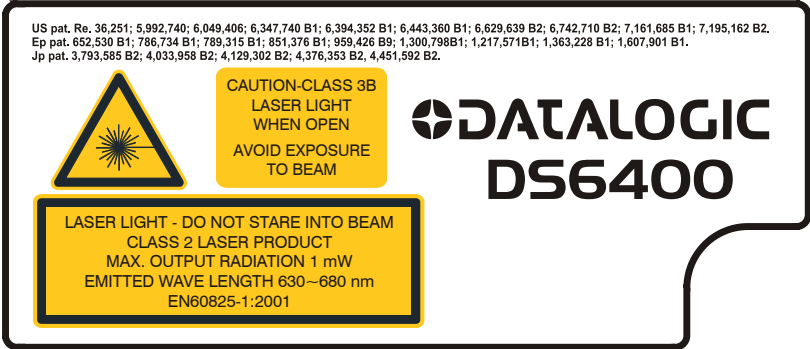 US pat. Re. 36,251; 5,992,740; 6,049,406; 6,347,740 B1; 6,394,352 B1; 6,443,360 B1; 6,629,639 B2; 6,742,710 B2; 7,161,685 B1; 7,195,162 B2.
Ep pat. 652,530 B1; 786,734 B1; 789,315 B1; 851,376 B1; 959,426 B9; 1,300,798B1; 1,217,571B1; 1,363,228 B1; 1,607,901 B1.
Jp pat. 3,793,585 B2; 4,033,958 B2; 4,129,302 B2; 4,376,353 B2, 4,451,592 B2.
CAUTION-CLASS 3B
LASER LIGHT
WHEN OPEN
AVOID EXPOSURE
TO BEAM
DATALOGIC
DS6400
LASER LIGHT - DO NOT STARE INTO BEAM
CLASS 2 LASER PRODUCT
MAX. OUTPUT RADIATION 1 mW
EMITTED WAVE LENGTH 630~680 nm
EN60825-1:2001